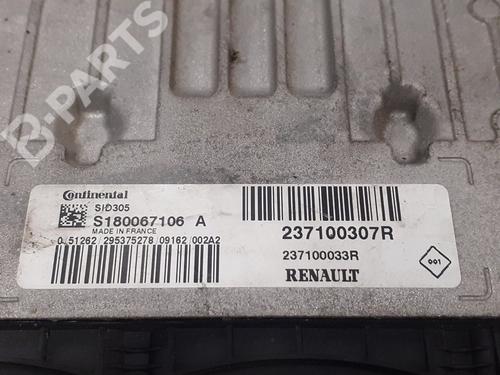 B-PARTS
Continental
SID305
S180067106 A
MADE IN FRANCE
0 51262 295375278 09162 002A2
237100307R
237100033R
RENAULT
001